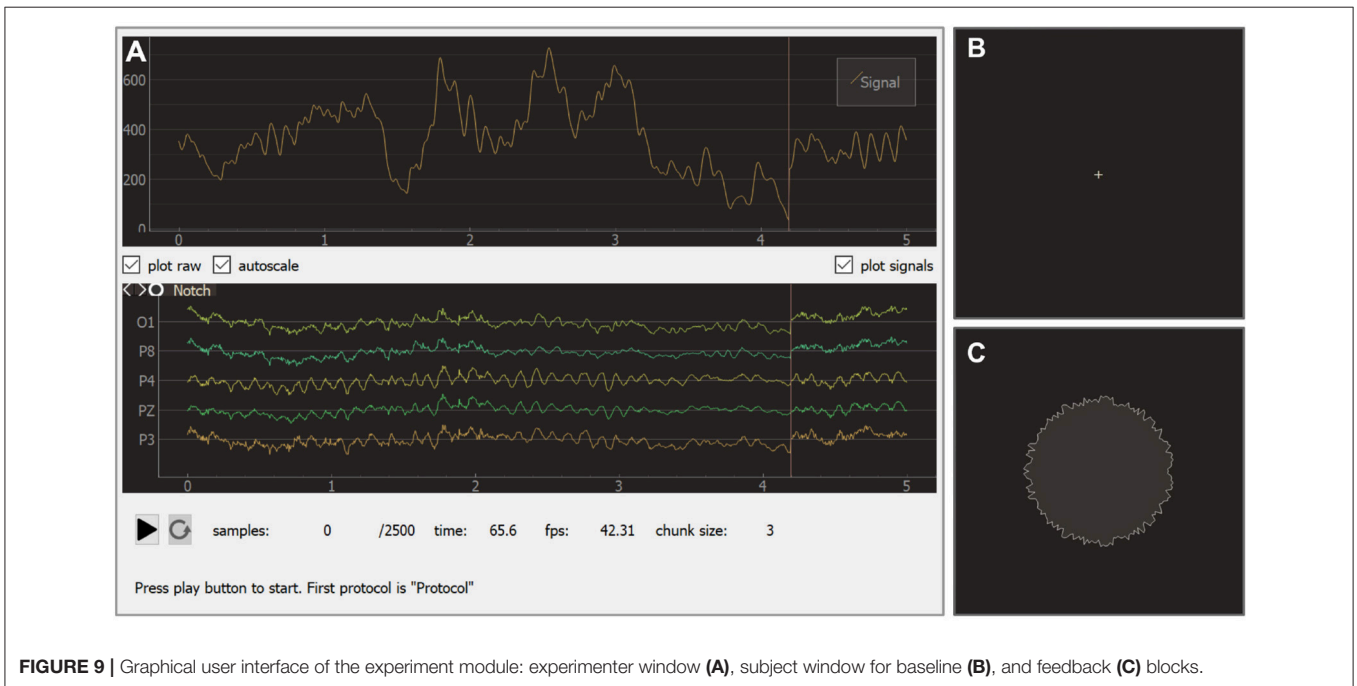 A
600
400
200
0
Signal
0 1 2 3 4 5
plot raw autoscale plot signals
Notch
O1
P8
P4
PZ
P3
0 1 2 3 4 5
samples: 0 /2500 time: 65.6 fps: 42.31 chunk size: 3
Press play button to start. First protocol is "Protocol"
B
C
FIGURE 9 | Graphical user interface of the experiment module: experimenter window (A), subject window for baseline (B), and feedback (C) blocks.